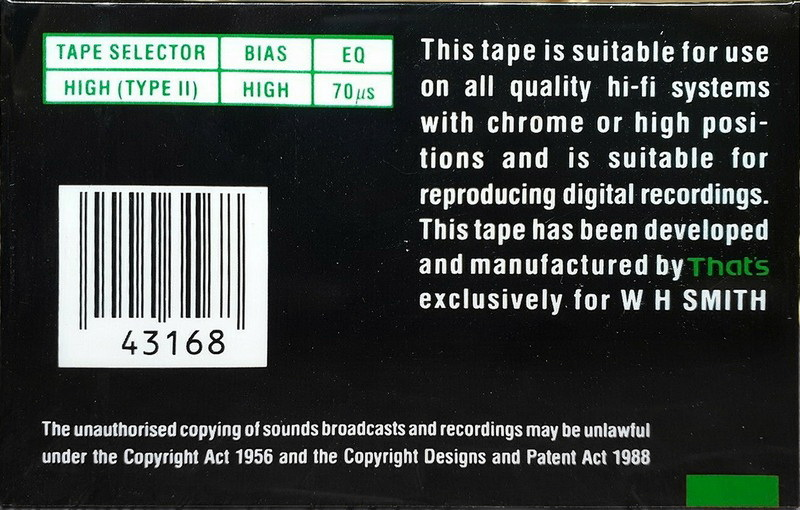 TAPE SELECTOR BIAS EQ
HIGH (TYPE II) HIGH 70µs
This tape is suitable for use
on all quality hi-fi systems
with chrome or high posi-
tions and is suitable for
reproducing digital recordings.
This tape has been developed
and manufactured by That's
exclusively for W H SMITH
43168
The unauthorised copying of sounds broadcasts and recordings may be unlawful
under the Copyright Act 1956 and the Copyright Designs and Patent Act 1988